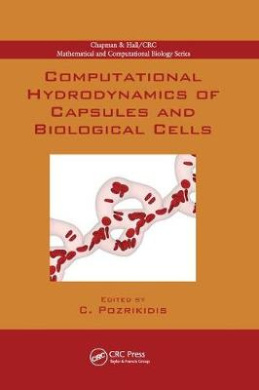 Chapman & Hall/CRC
Mathematical and Computational Biology Series
Computational
Hydrodynamics of
Capsules and
Biological Cells
Edited by
C. Pozrikidis
CRC Press
Taylor & Francis Group